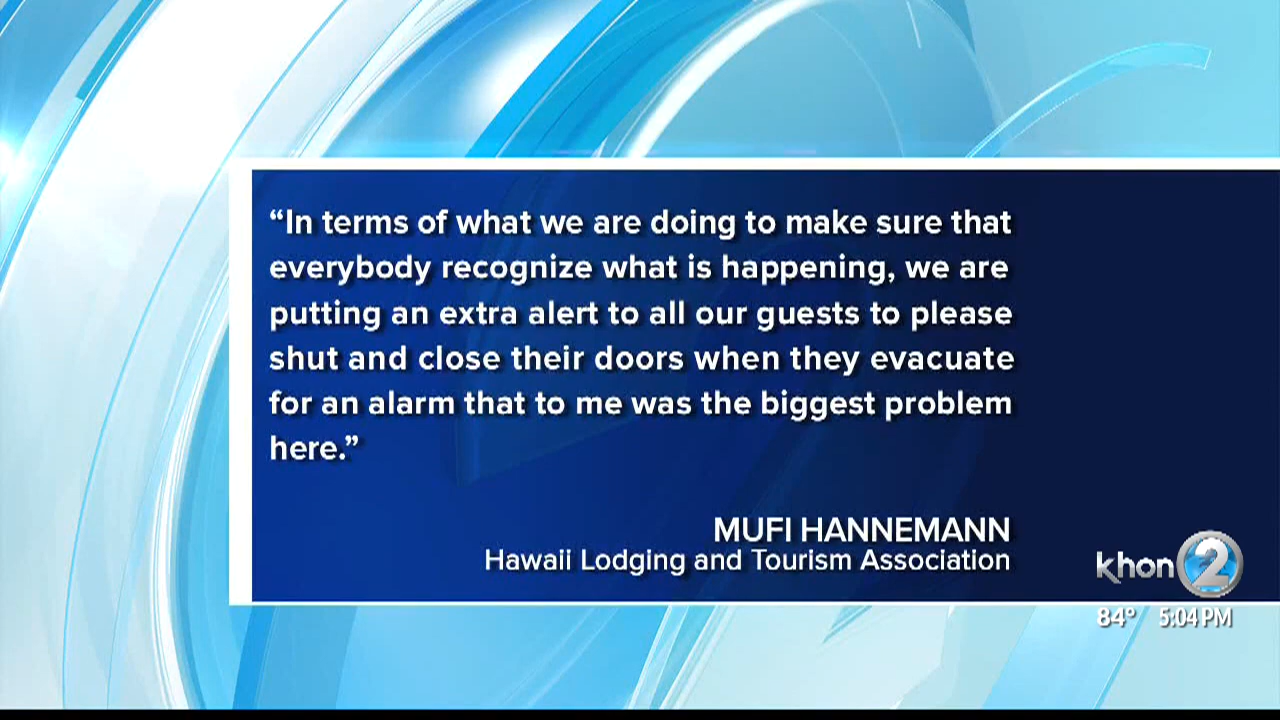 “In terms of what we are doing to make sure that
everybody recognize what is happening, we are
putting an extra alert to all our guests to please
shut and close their doors when they evacuate
for an alarm that to me was the biggest problem
here.”
MUFI HANNEMANN
Hawaii Lodging and Tourism Association
khon 2
84° 5:04 PM